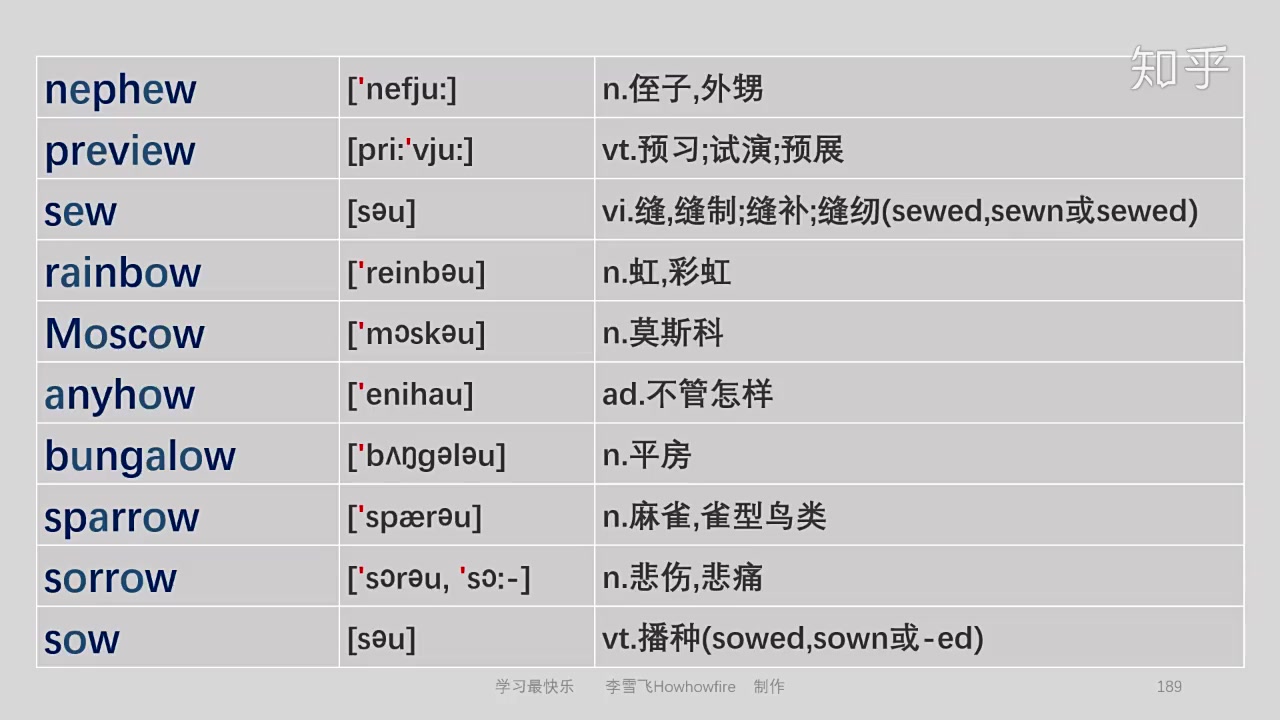 知乎
nephew ['nefju:] n.侄子,外甥
preview [pri:'vju:] vt.预习;试演;预展
sew [səu] vi.缝,缝制;缝补;缝纫(sewed,sewn或sewed)
rainbow ['reinbəu] n.虹,彩虹
Moscow ['mɔskəu] n.莫斯科
anyhow ['enihau] ad.不管怎样
bungalow ['bʌŋgələu] n.平房
sparrow ['spærəu] n.麻雀,雀型鸟类
sorrow ['sɔrəu, 'sɔ:-] n.悲伤,悲痛
sow [səu] vt.播种(sowed,sown或-ed)
学习最快乐 李雪飞Howhowfire 制作 189